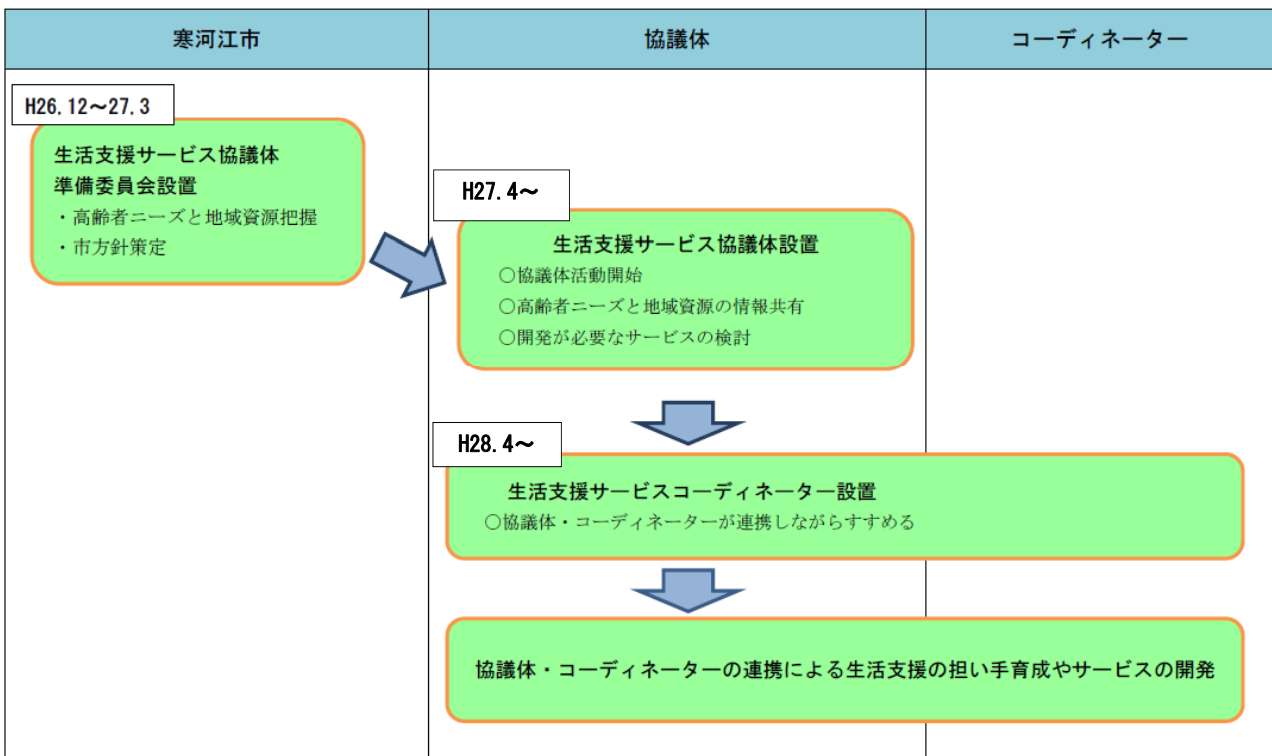 寒河江市
協議体
コーディネーター
H26.12～27.3
生活支援サービス協議体
準備委員会設置
・高齢者ニーズと地域資源把握
・市方針策定
H27.4～
生活支援サービス協議体設置
○協議体活動開始
○高齢者ニーズと地域資源の情報共有
○開発が必要なサービスの検討
H28.4～
生活支援サービスコーディネーター設置
○協議体・コーディネーターが連携しながらすすめる
協議体・コーディネーターの連携による生活支援の担い手育成やサービスの開発